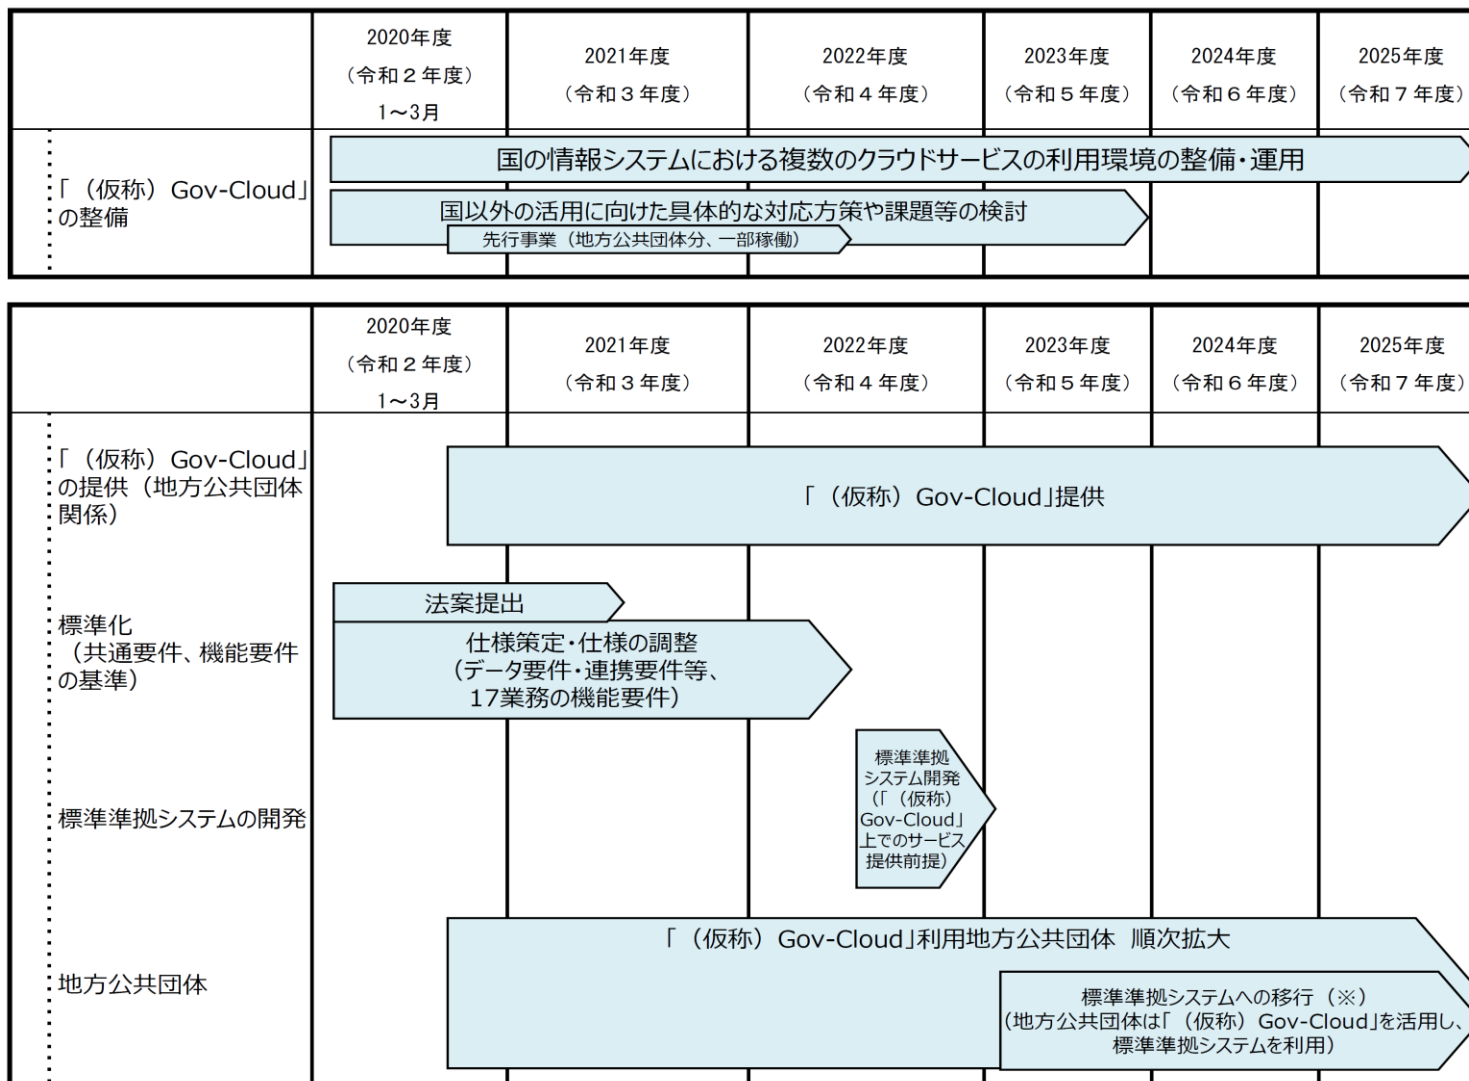 2020年度
（令和２年度）
1～3月
2021年度
（令和３年度）
2022年度
（令和４年度）
2023年度
（令和５年度）
2024年度
（令和６年度）
2025年度
（令和７年度）
「（仮称）Gov-Cloud」
の整備
国の情報システムにおける複数のクラウドサービスの利用環境の整備・運用
国以外の活用に向けた具体的な対応方策や課題等の検討
先行事業（地方公共団体分、一部稼働）
2020年度
（令和２年度）
1～3月
2021年度
（令和３年度）
2022年度
（令和４年度）
2023年度
（令和５年度）
2024年度
（令和６年度）
2025年度
（令和７年度）
「（仮称）Gov-Cloud」
の提供（地方公共団体
関係）
「（仮称）Gov-Cloud」提供
標準化
（共通要件、機能要件
の基準）
法案提出
仕様策定・仕様の調整
（データ要件・連携要件等、
17業務の機能要件）
標準準拠システムの開発
標準準拠
システム開発
（「（仮称）
Gov-Cloud」
上でのサービス
提供前提）
地方公共団体
「（仮称）Gov-Cloud」利用地方公共団体 順次拡大
標準準拠システムへの移行（※）
（地方公共団体は「（仮称）Gov-Cloud」を活用し、
標準準拠システムを利用）